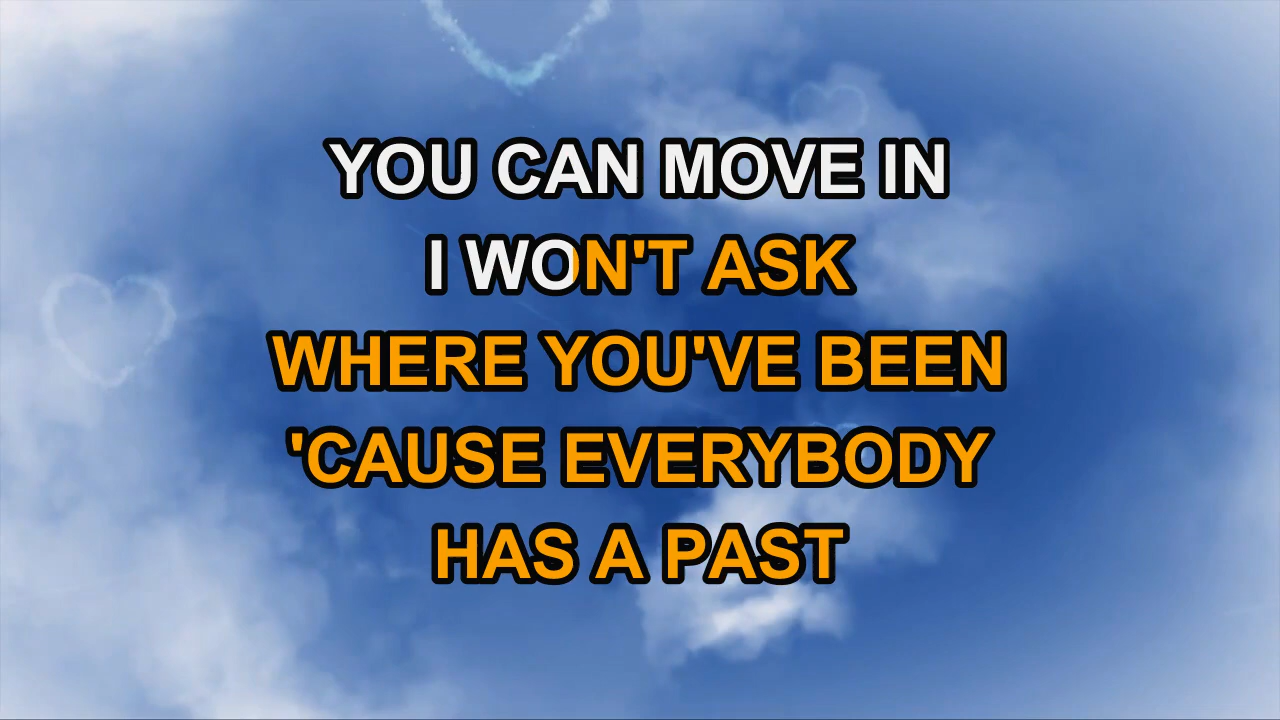 YOU CAN MOVE IN
I WON'T ASK
WHERE YOU'VE BEEN
'CAUSE EVERYBODY
HAS A PAST